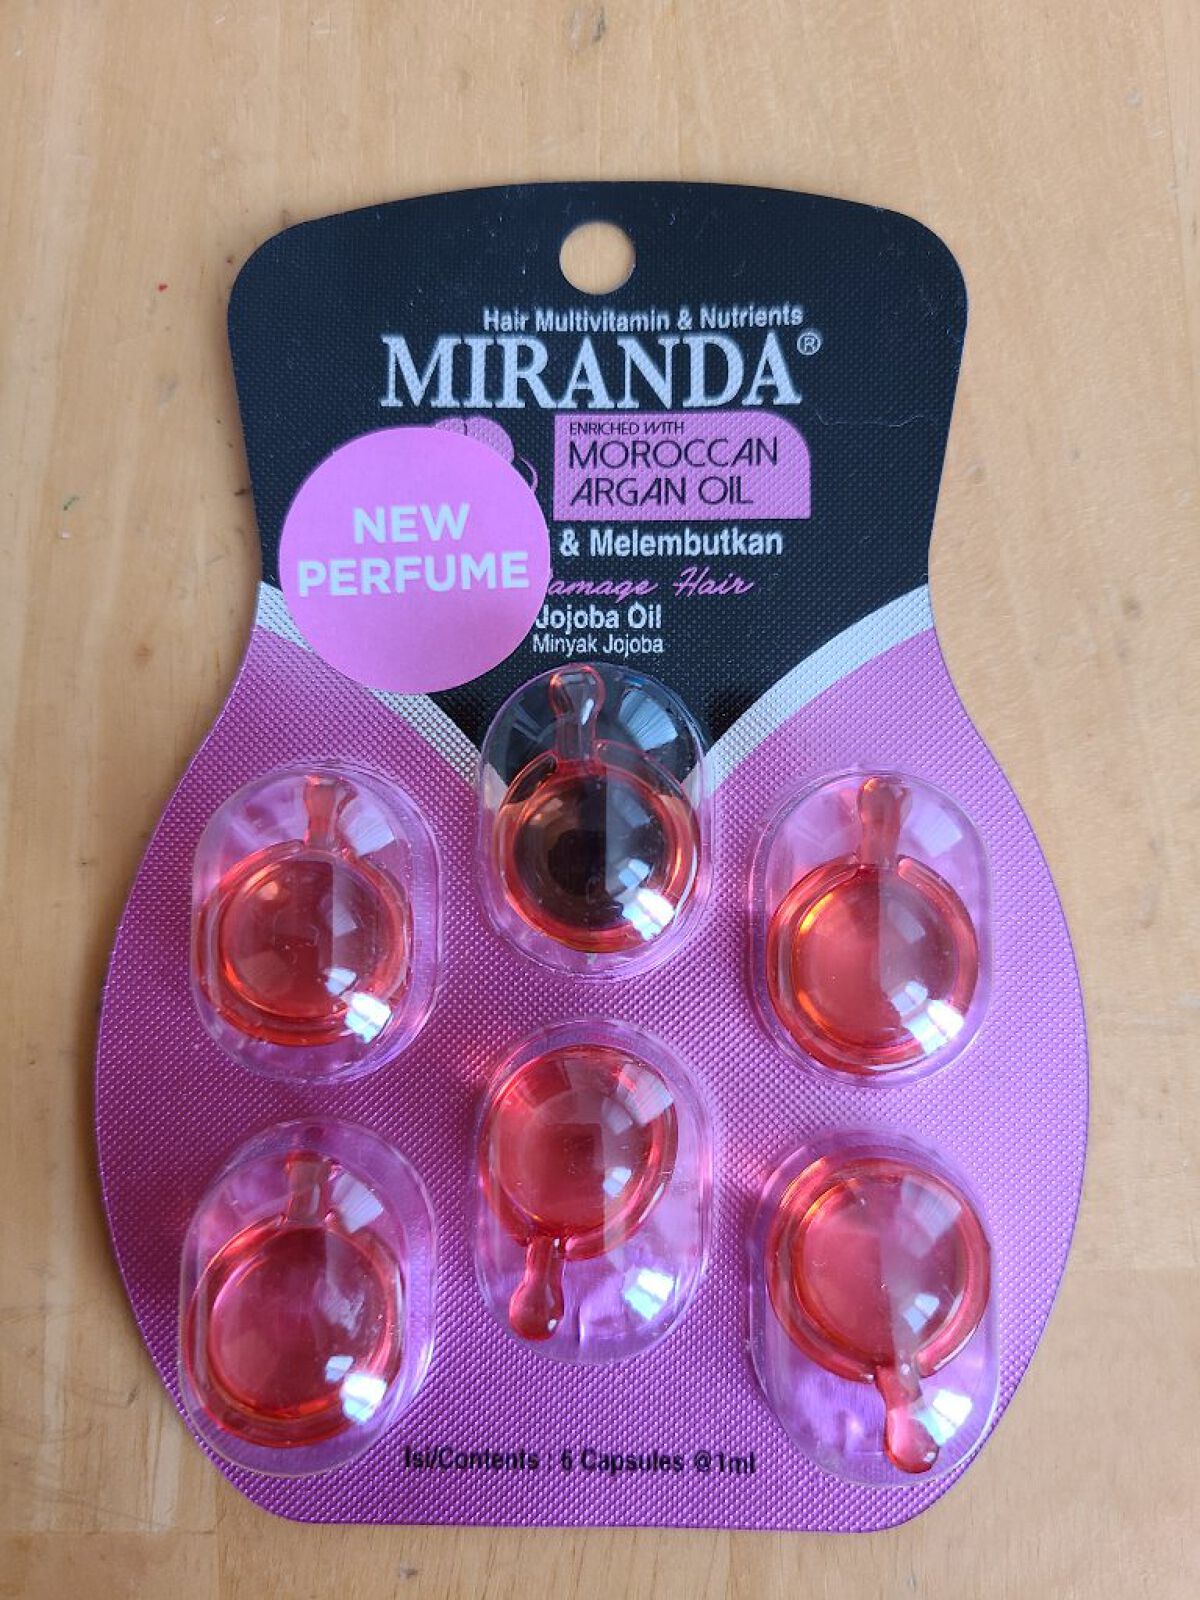 Hair Multivitamin & Nutrients
MIRANDA®
ENRICHED WITH
MOROCCAN
ARGAN OIL
NEW
PERFUME
& Melembutkan
Hair
Jojoba Oil
Minyak Jojoba
Isi/Contents : 6 Capsules @1ml